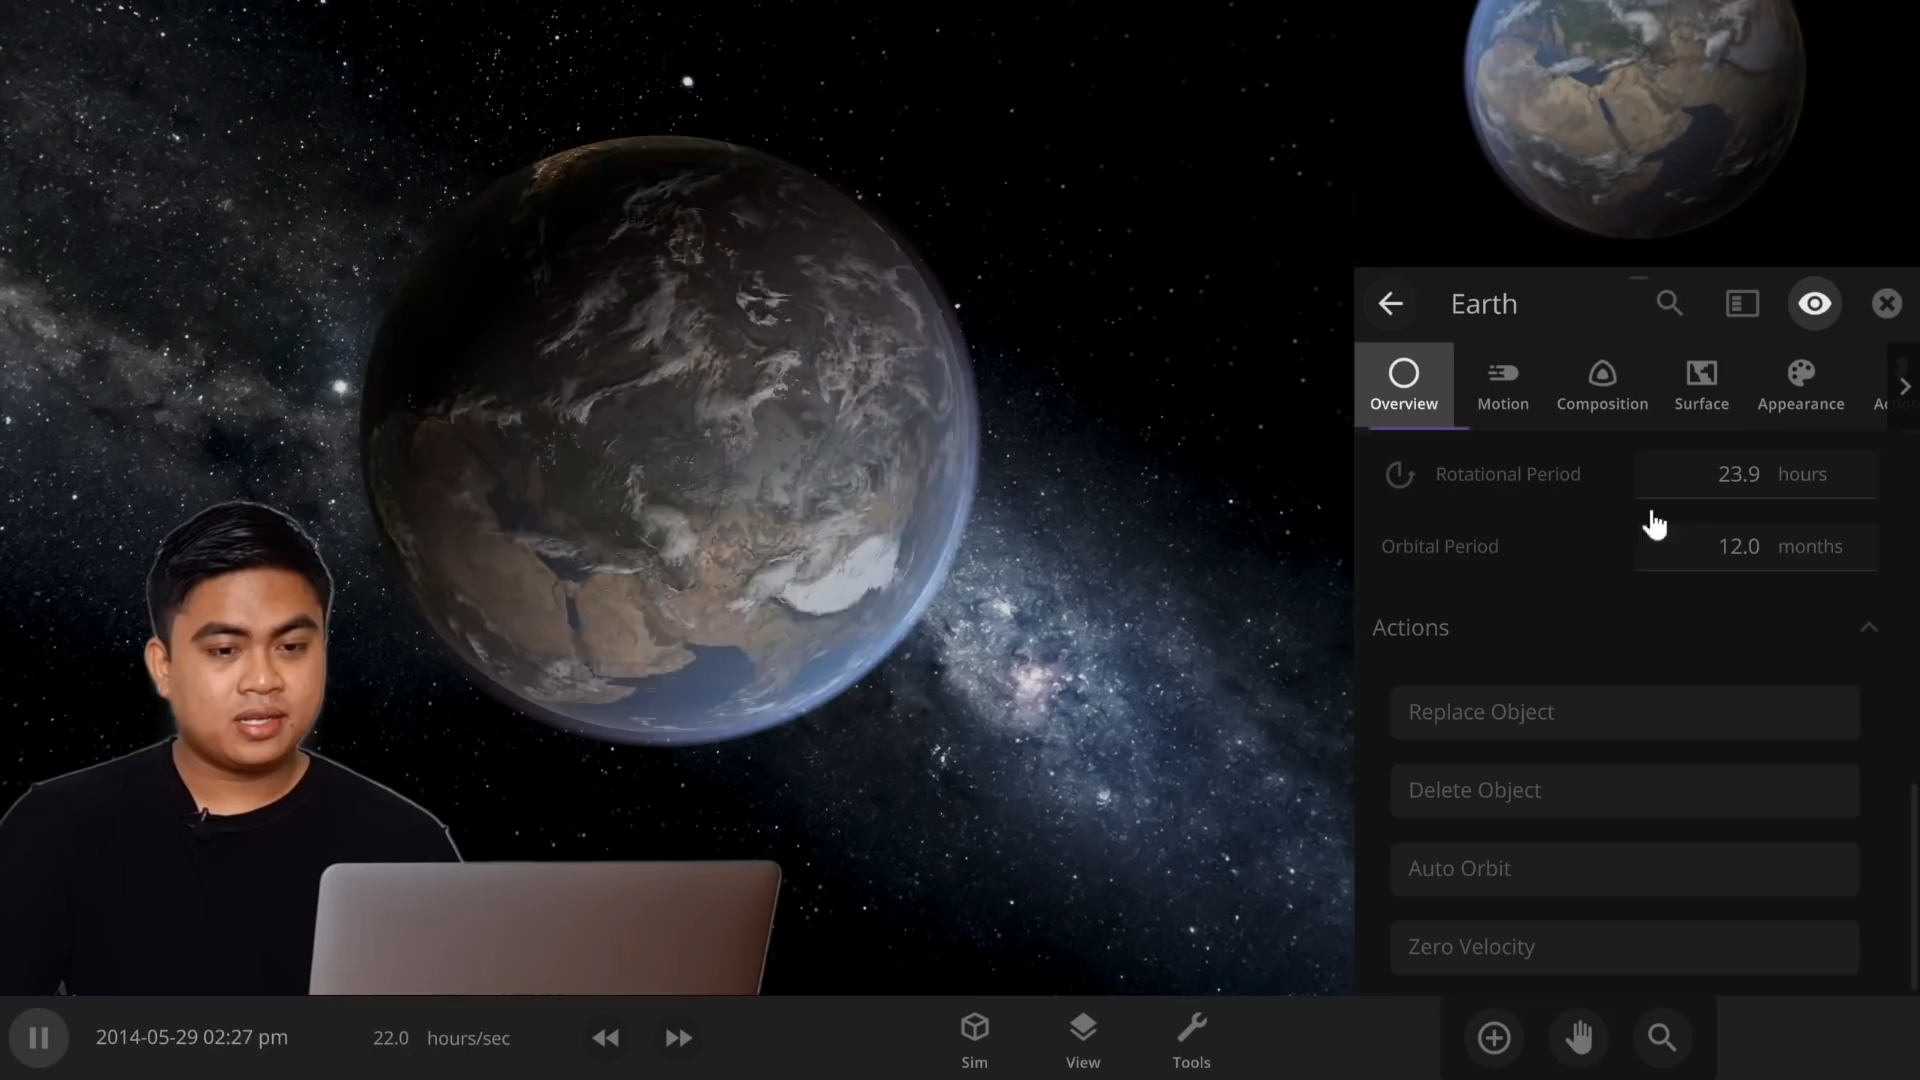 Earth
Overview
Motion
Composition
Surface
Appearance
Rotational Period 23.9 hours
Orbital Period 12.0 months
Actions
Replace Object
Delete Object
Auto Orbit
Zero Velocity
2014-05-29 02:27 pm
22.0 hours/sec
Sim
View
Tools